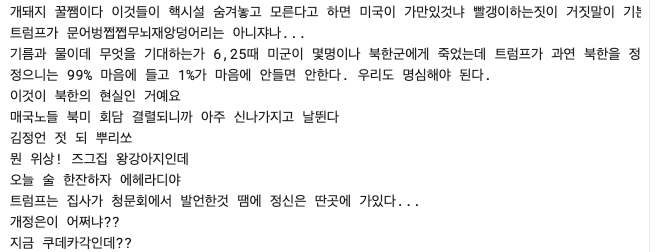 개돼지 꿀쨈이다 이것들이 핵시설 숨겨놓고 모른다고 하면 미국이 가만있것냐 빨갱이하는짓이 거짓말이 기본
트럼프가 문어벙쩝쩝무뇌재앙덩어리는 아니쟈나...
기름과 물이데 무엇을 기대하는가 6,25때 미군이 몇명이나 북한군에게 죽었는데 트럼프가 과연 북한을 정
정으니는 99% 마음에 들고 1%가 마음에 안들면 안한다. 우리도 명심해야 된다.
이것이 북한의 현실인 거예요
매국노들 북미 회담 결렬되니까 아주 신나가지고 날뛴다
김정언 젓 되 뿌리쏘
뭔 위상! 즈그집 왕강아지인데
오늘 술 한잔하자 에헤라디야
트럼프는 집사가 청문회에서 발언한것 땜에 정신은 딴곳에 가있다...
개정은이 어쩌냐??
지금 쿠데카각인데??